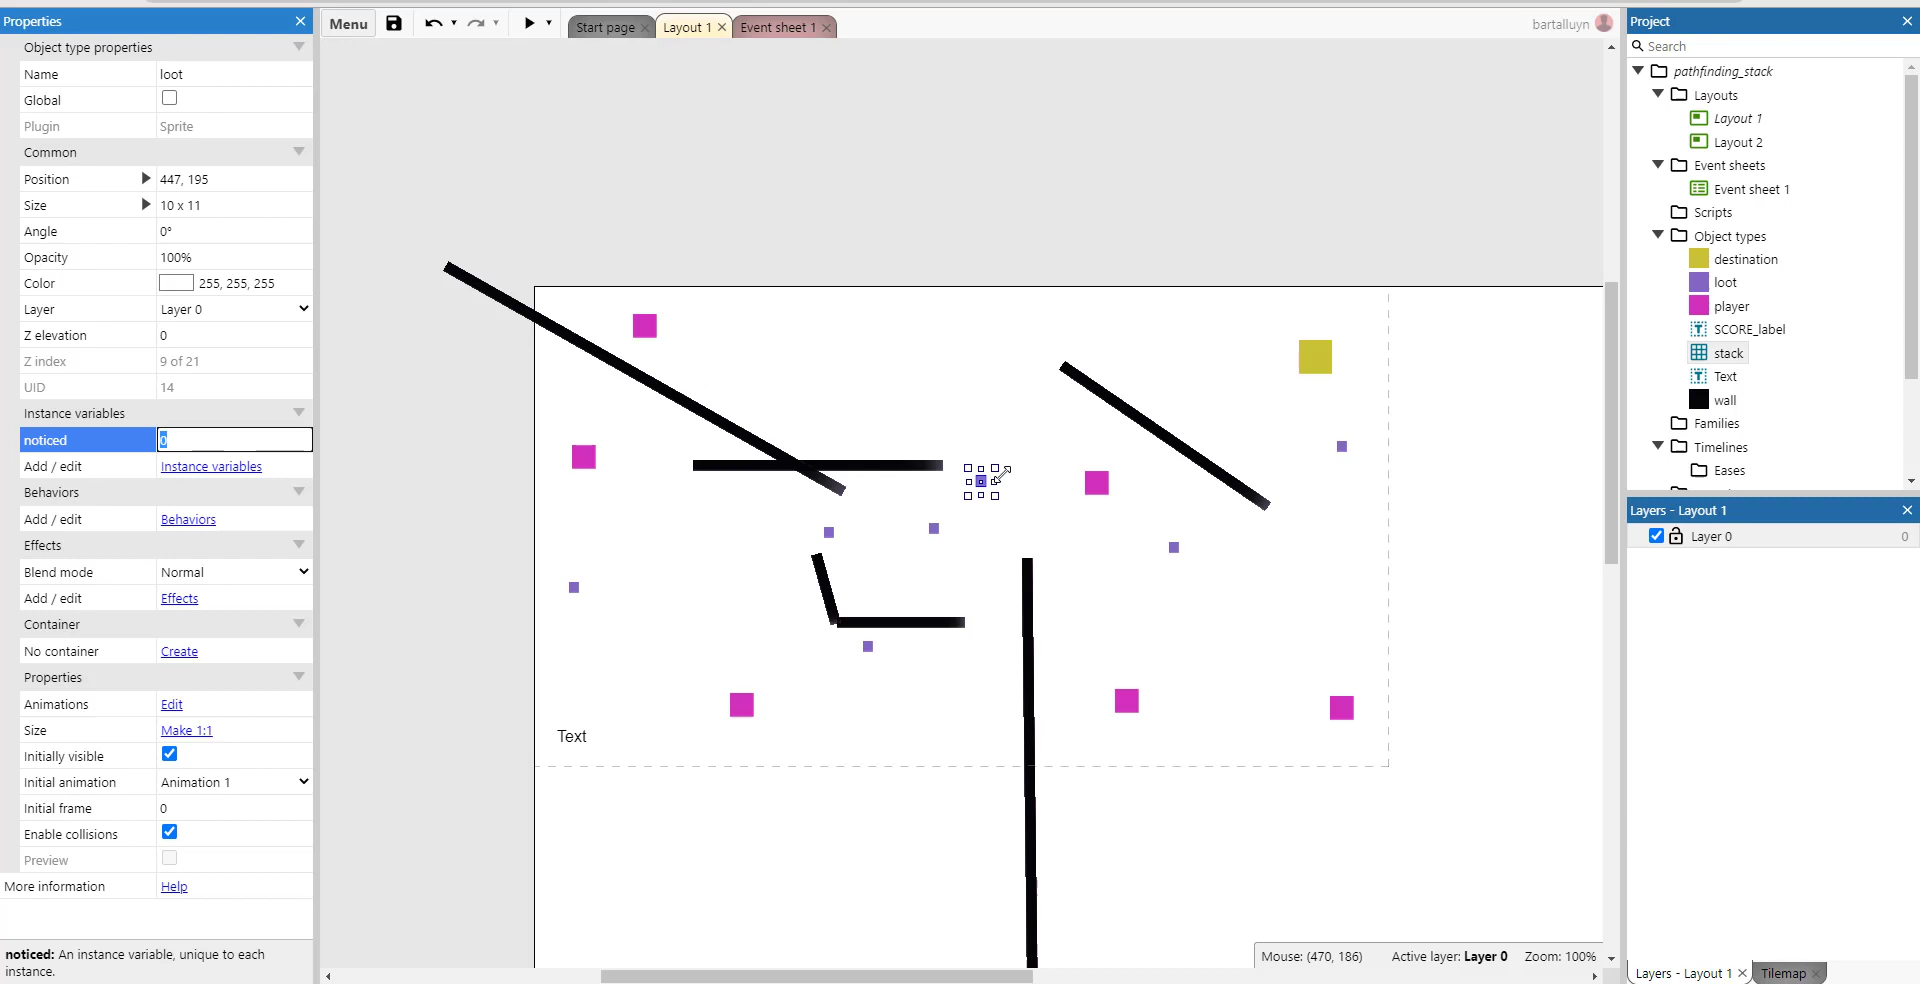 Properties
Object type properties
Name loot
Global
Plugin Sprite
Common
Position 447, 195
Size 10 x 11
Angle 0°
Opacity 100%
Color 255, 255, 255
Layer Layer 0
Z elevation 0
Z index 9 of 21
UID 14
Instance variables
noticed 0
Add / edit Instance variables
Behaviors
Add / edit Behaviors
Effects
Blend mode Normal
Add / edit Effects
Container
No container Create
Properties
Animations Edit
Size Make 1:1
Initially visible
Initial animation Animation 1
Initial frame 0
Enable collisions
Preview
More information Help
noticed: An instance variable, unique to each
instance.
Menu
Start page
Layout 1
Event sheet 1
bartalluyn
Text
Mouse: (470, 186) Active layer: Layer 0 Zoom: 100%
Project
Search
pathfinding_stack
Layouts
Layout 1
Layout 2
Event sheets
Event sheet 1
Scripts
Object types
destination
loot
player
T SCORE_label
stack
T Text
wall
Families
Timelines
Eases
Layers - Layout 1
Layer 0 0
Layers - Layout 1
Tilemap